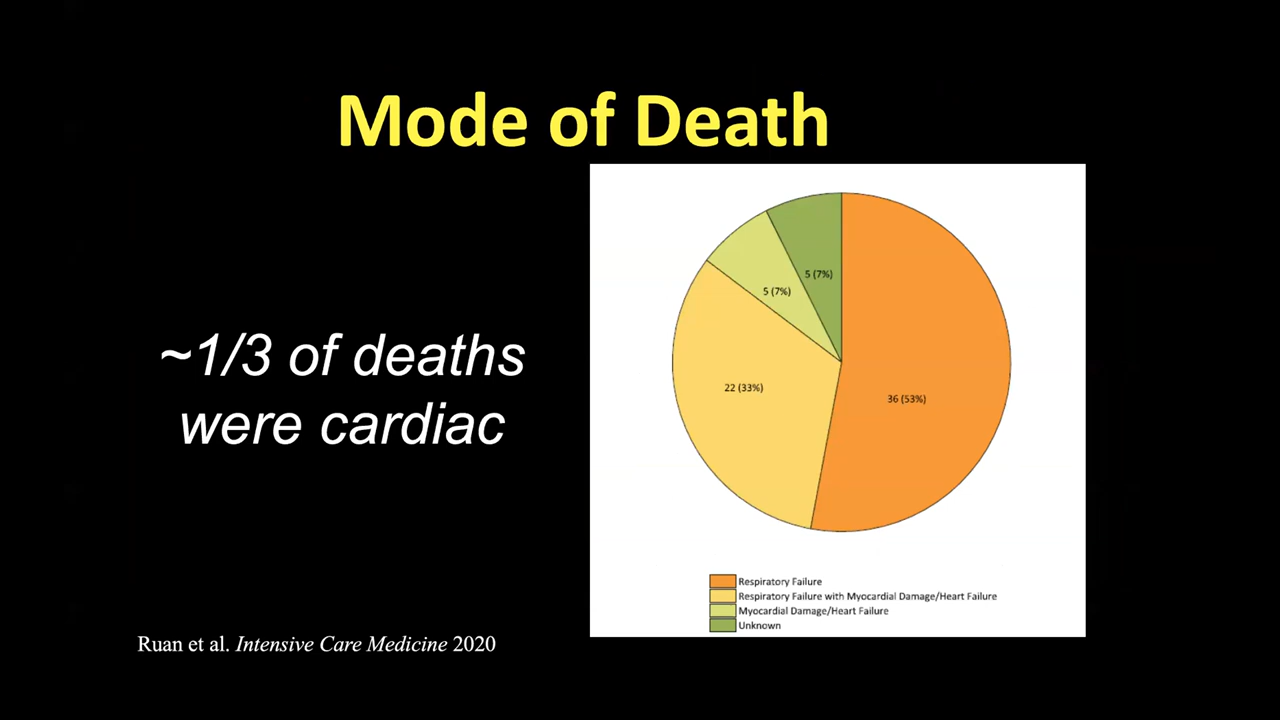 Mode of Death
~1/3 of deaths
were cardiac
5 (7%)
5 (7%)
22 (33%)
36 (53%)
Respiratory Failure
Respiratory Failure with Myocardial Damage/Heart Failure
Myocardial Damage/Heart Failure
Unknown
Ruan et al. Intensive Care Medicine 2020